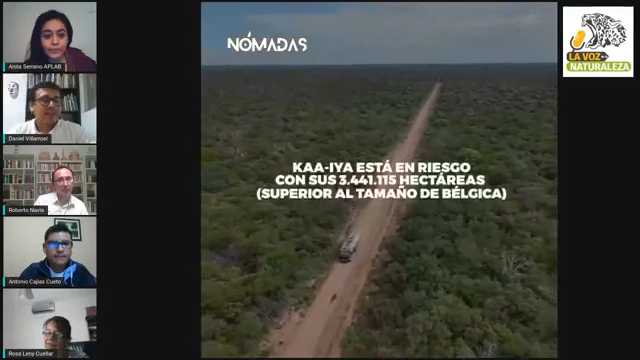 Anita Serrano APLAB
Daniel Villarroel
Roberto Navia
Antonio Cajías Cueto
Rosa Leny Cuellar
NÓMADAS
KAA-IYA ESTÁ EN RIESGO
CON SUS 3.441.115 HECTÁREAS
(SUPERIOR AL TAMAÑO DE BÉLGICA)
LA VOZ
NATURALEZA